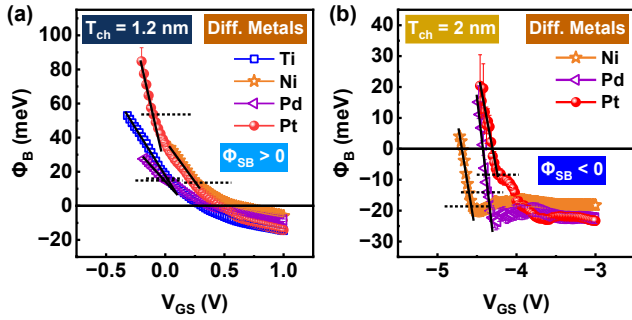 (a)
T_ch = 1.2 nm
Diff. Metals
Ti
Ni
Pd
Pt
Φ_SB > 0
Φ_B (meV)
100
80
60
40
20
0
−20
−0.5
0.0
0.5
1.0
V_GS (V)
(b)
T_ch = 2 nm
Diff. Metals
Ni
Pd
Pt
Φ_SB < 0
Φ_B (meV)
40
30
20
10
0
−10
−20
−30
−5
−4
−3
V_GS (V)